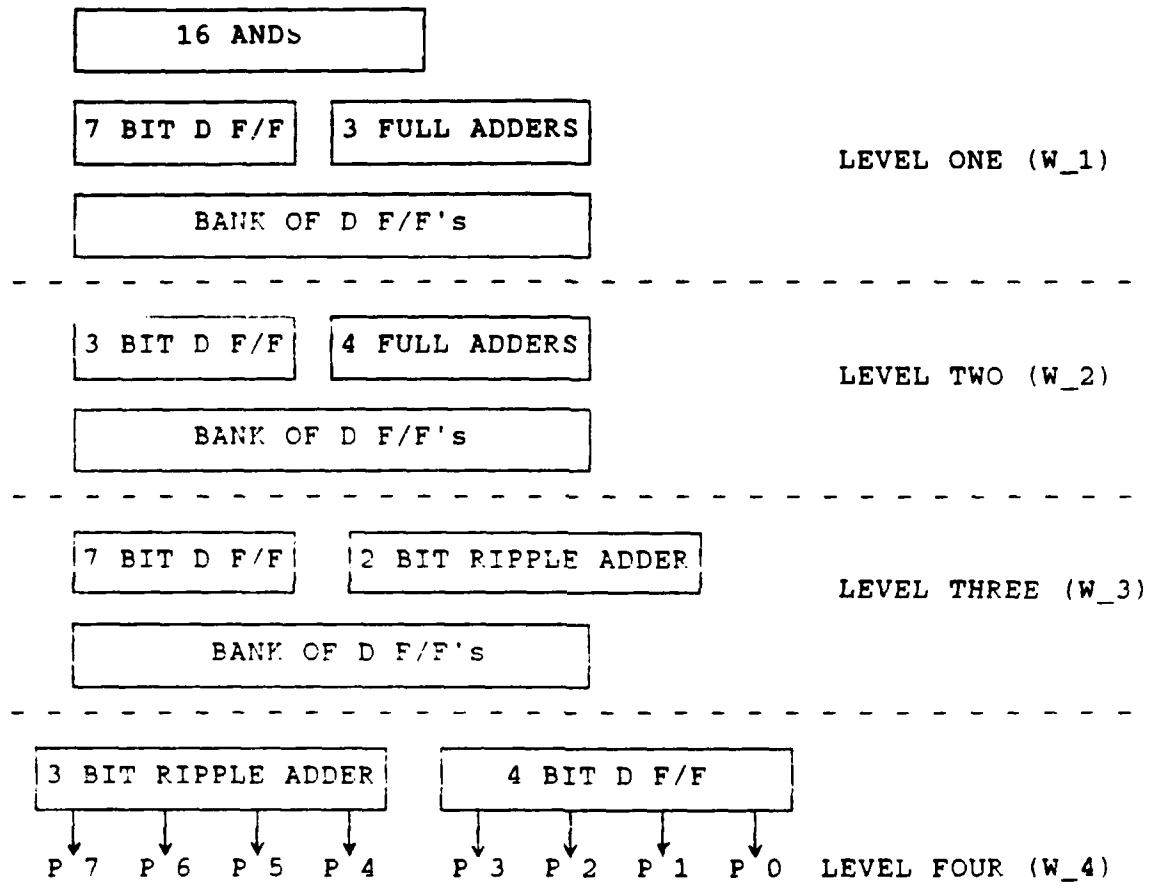 16 ANDS
7 BIT D F/F 3 FULL ADDERS
LEVEL ONE (W_1)
BANK OF D F/F's
3 BIT D F/F 4 FULL ADDERS
LEVEL TWO (W_2)
BANK OF D F/F's
7 BIT D F/F 2 BIT RIPPLE ADDER
LEVEL THREE (W_3)
BANK OF D F/F's
3 BIT RIPPLE ADDER 4 BIT D F/F
P 7 P 6 P 5 P 4 P 3 P 2 P 1 P 0 LEVEL FOUR (W_4)